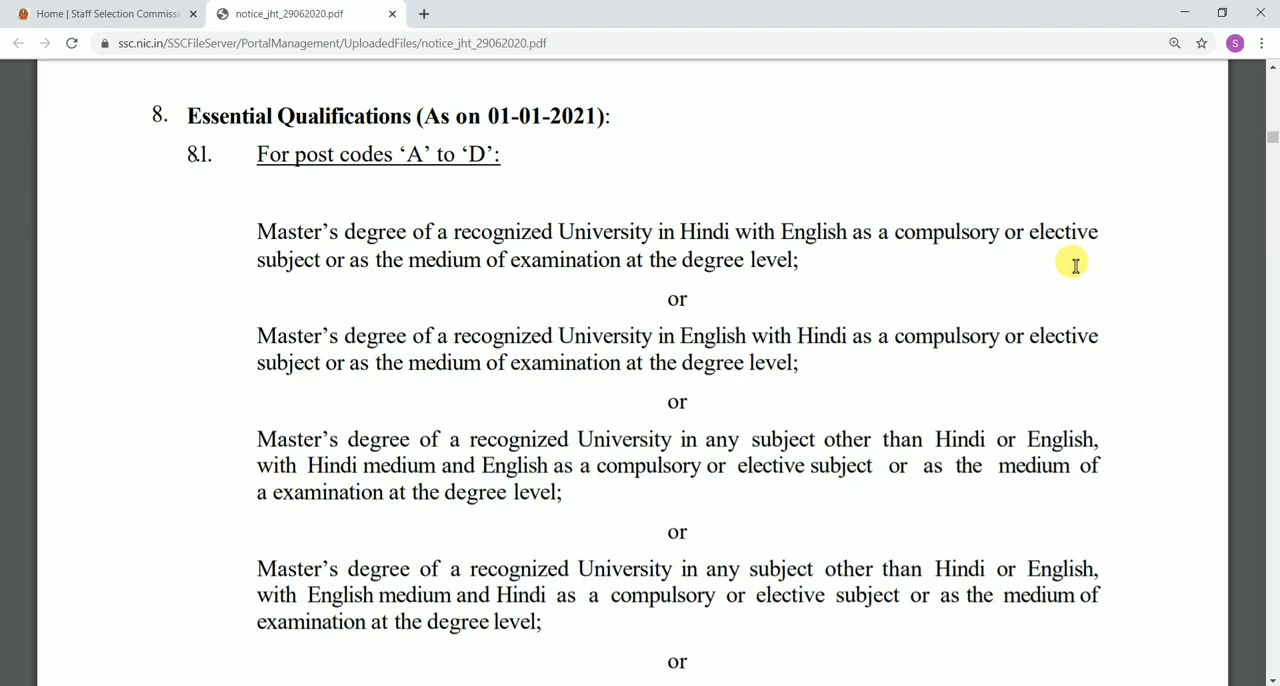 Home | Staff Selection Commissi
notice_jht_29062020.pdf
ssc.nic.in/SSCFileServer/PortalManagement/UploadedFiles/notice_jht_29062020.pdf
S
8. Essential Qualifications (As on 01-01-2021):
8.1. For post codes ‘A’ to ‘D’:
Master’s degree of a recognized University in Hindi with English as a compulsory or elective
subject or as the medium of examination at the degree level;
or
Master’s degree of a recognized University in English with Hindi as a compulsory or elective
subject or as the medium of examination at the degree level;
or
Master’s degree of a recognized University in any subject other than Hindi or English,
with Hindi medium and English as a compulsory or elective subject or as the medium of
a examination at the degree level;
or
Master’s degree of a recognized University in any subject other than Hindi or English,
with English medium and Hindi as a compulsory or elective subject or as the medium of
examination at the degree level;
or